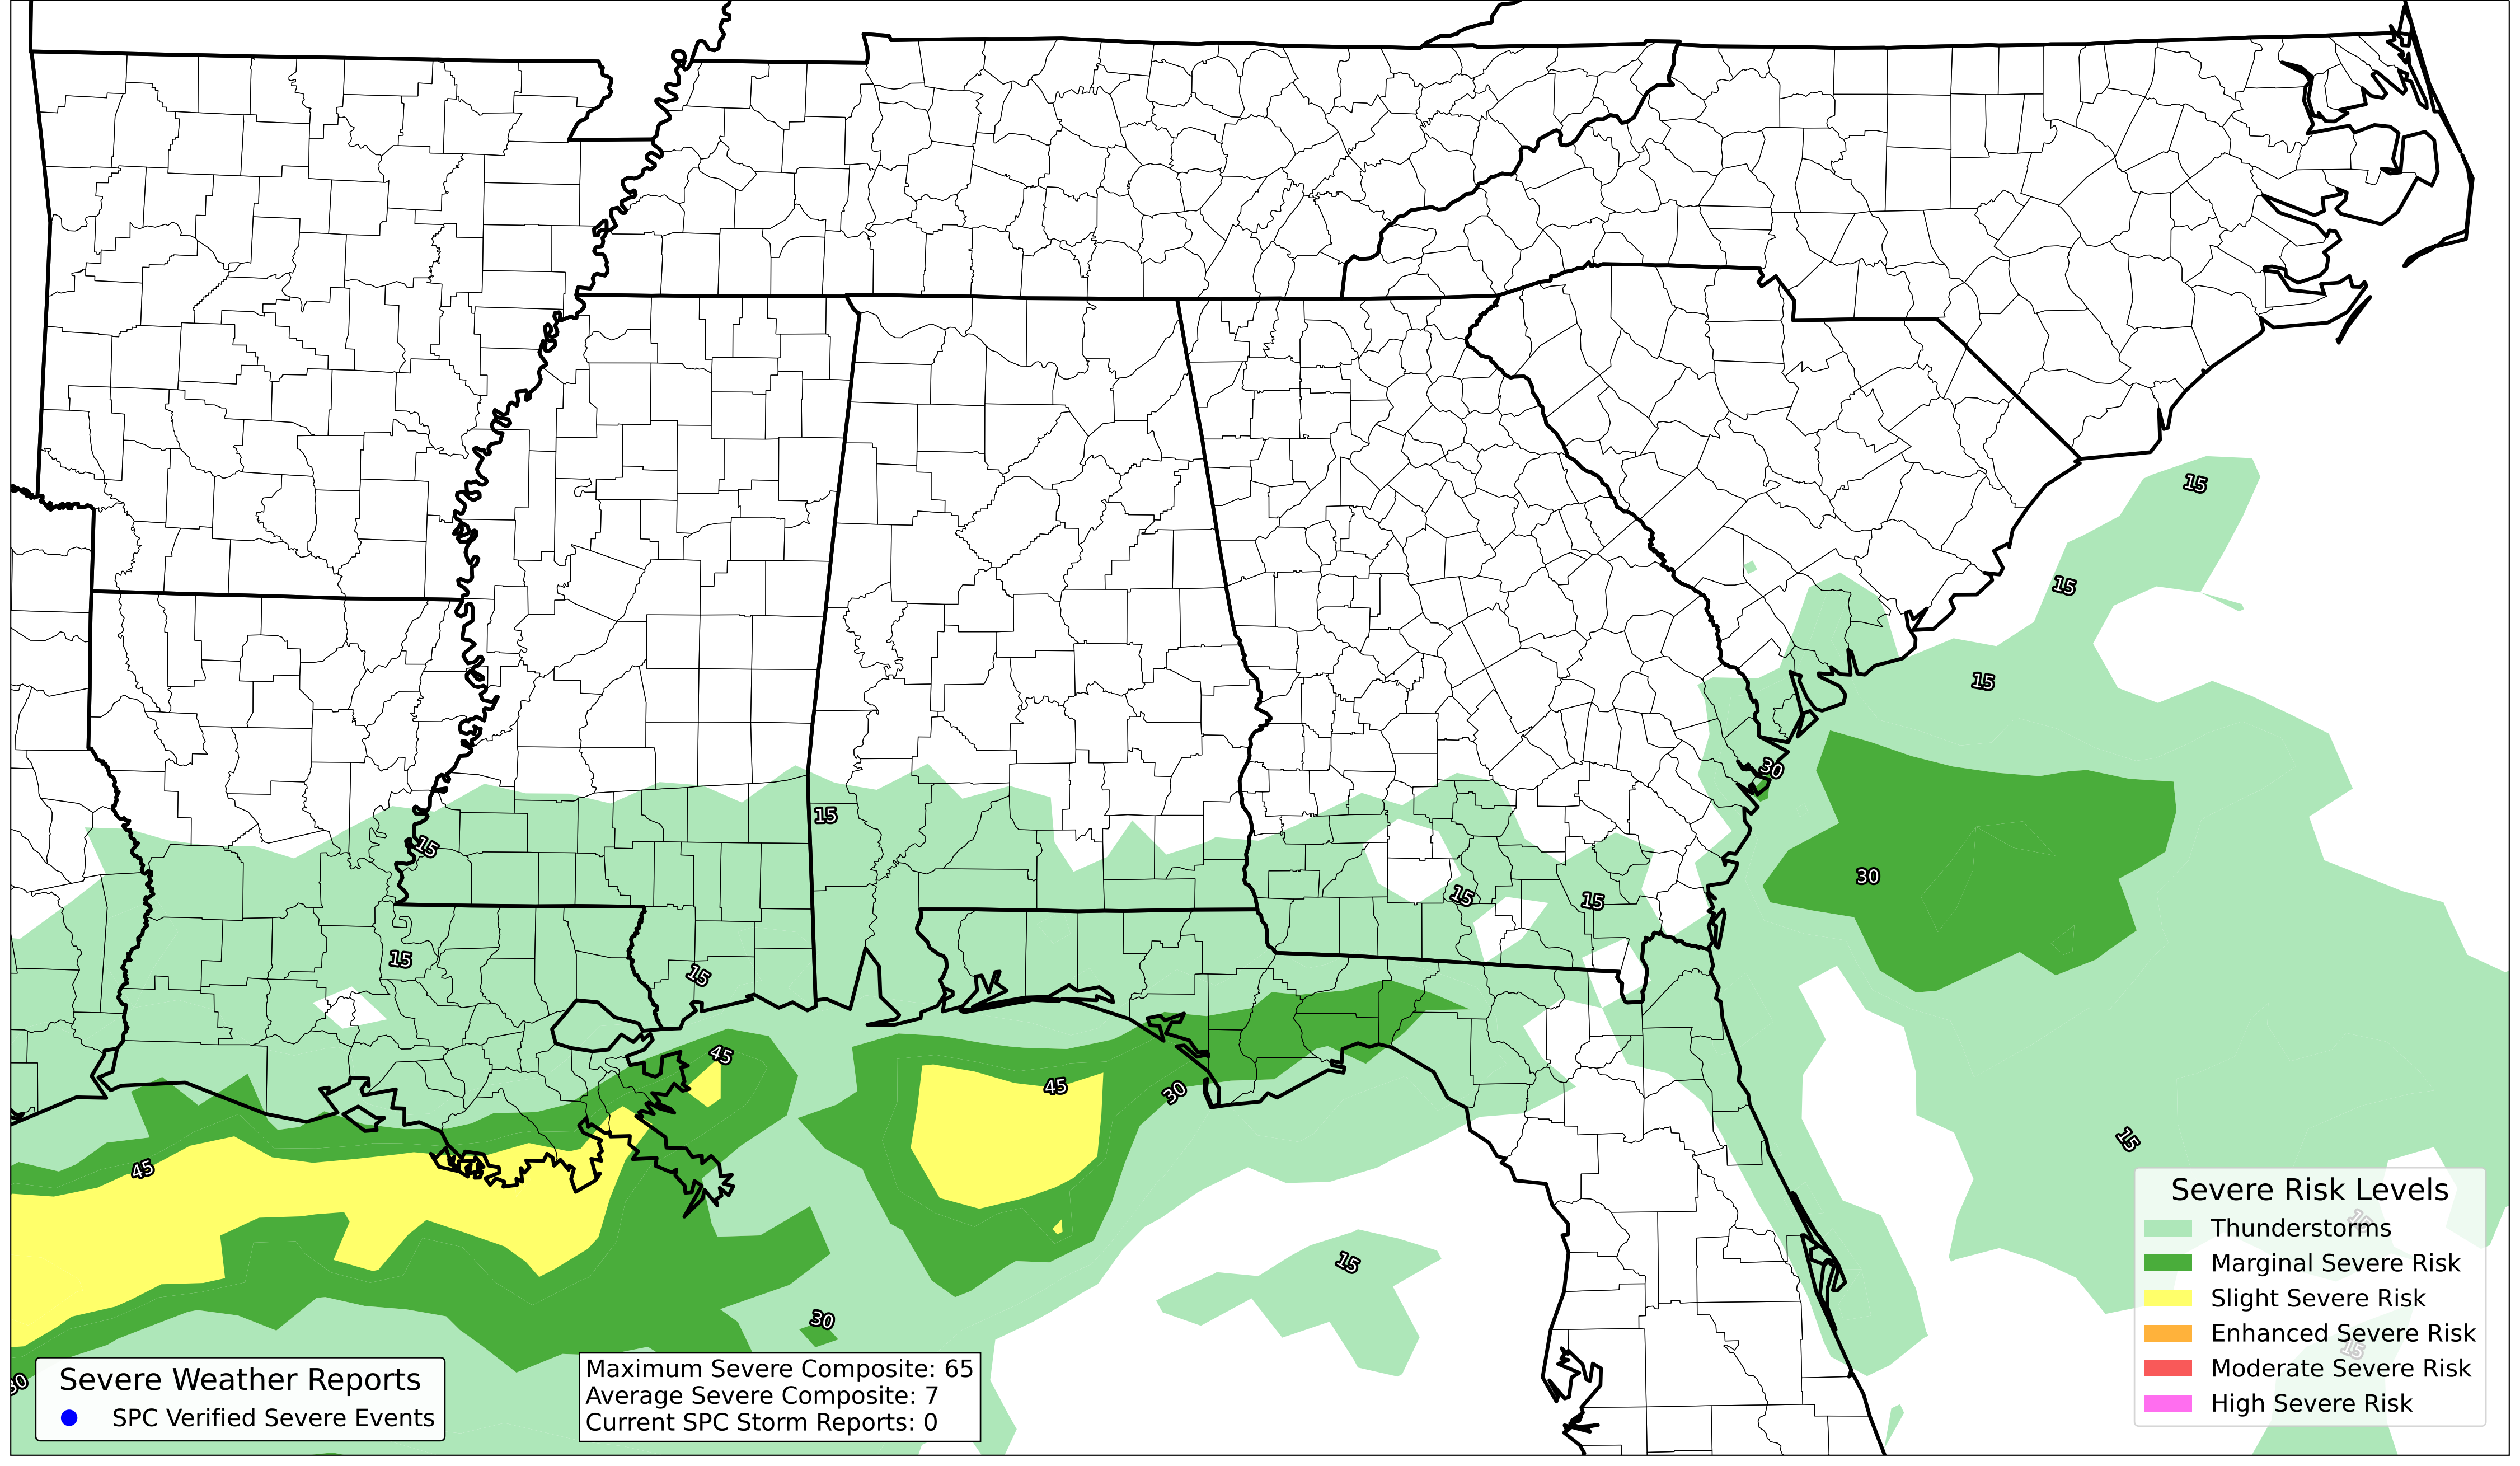 15
15
15
30
15
15
30
15
15
15
15
45
45
30
15
45
15
15
30
15
30
Severe Risk Levels
Thunderstorms
Marginal Severe Risk
Slight Severe Risk
Enhanced Severe Risk
Moderate Severe Risk
High Severe Risk
Severe Weather Reports
SPC Verified Severe Events
Maximum Severe Composite: 65
Average Severe Composite: 7
Current SPC Storm Reports: 0